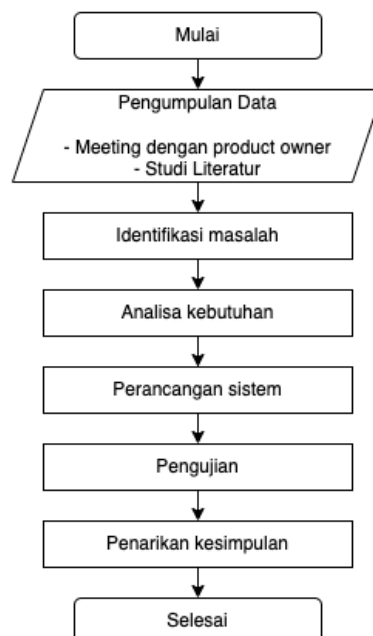 Mulai
Pengumpulan Data
- Meeting dengan product owner
- Studi Literatur
Identifikasi masalah
Analisa kebutuhan
Perancangan sistem
Pengujian
Penarikan kesimpulan
Selesai